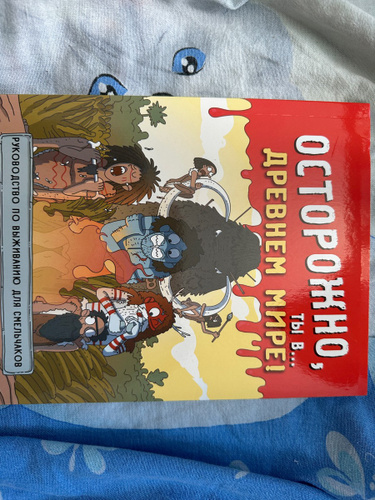 ОСТОРОЖНО,
ТЫ В...
ДРЕВНЕМ МИРЕ!
РУКОВОДСТВО ПО ВЫЖИВАНИЮ ДЛЯ СМЕЛЬЧАКОВ